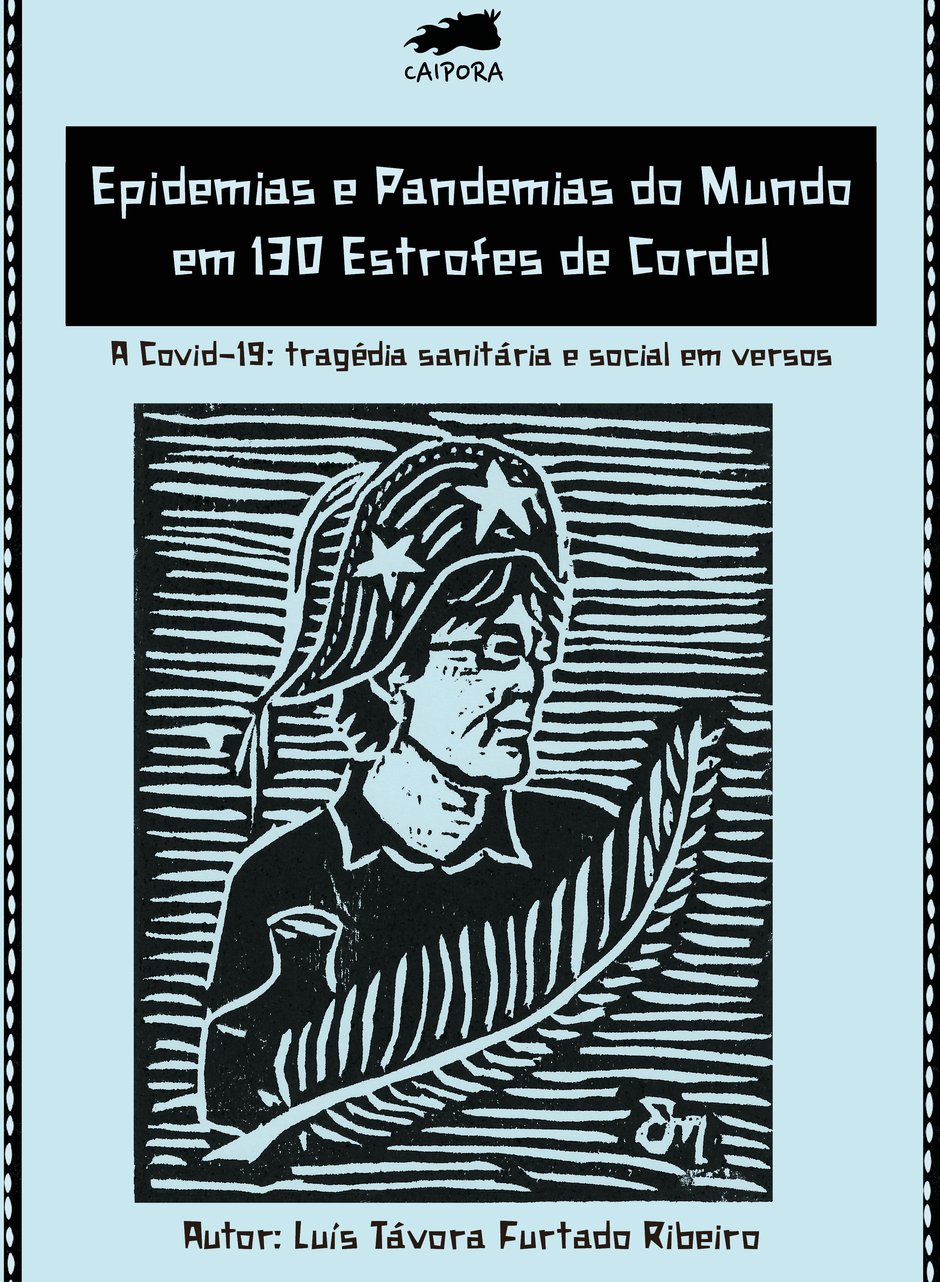 CAIPORA
Epidemias e Pandemias do Mundo
em 130 Estrofes de Cordel
A Covid-19: tragédia sanitária e social em versos
Autor: Luís Távora Furtado Ribeiro